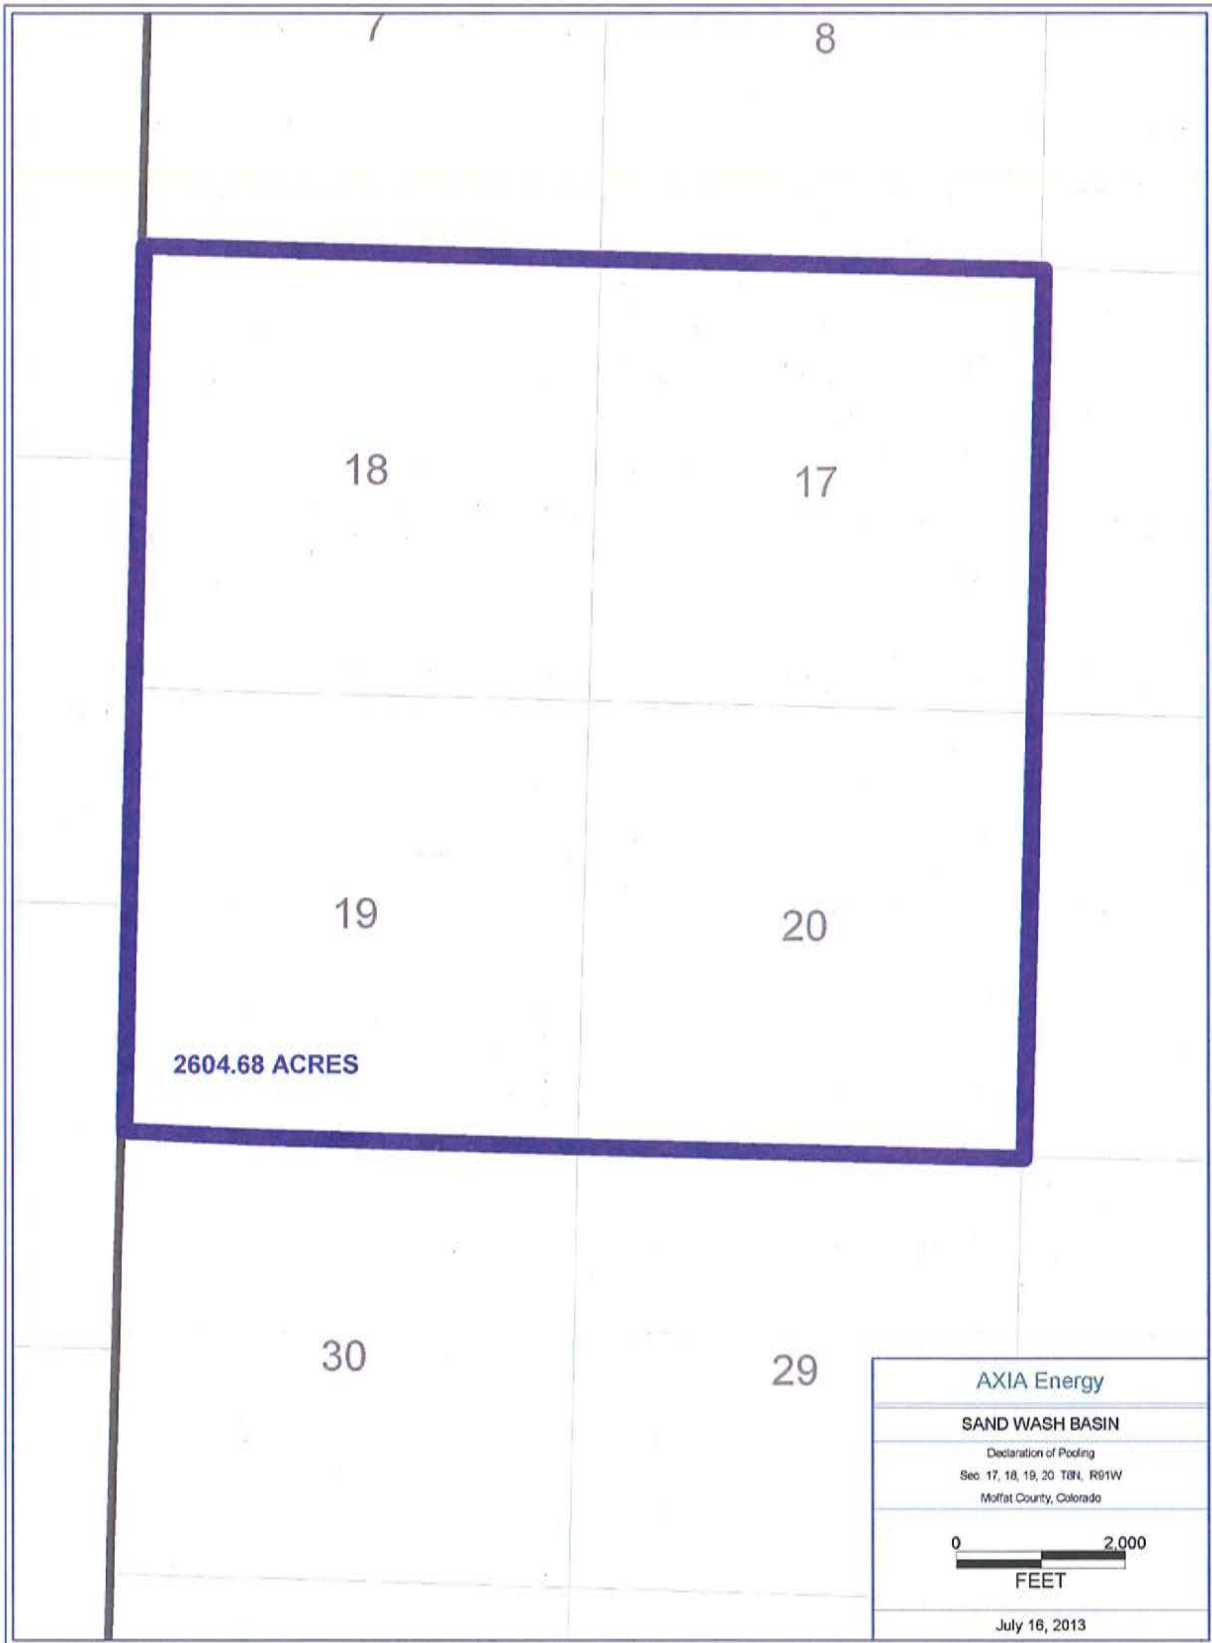 7
8
18
17
19
20
2604.68 ACRES
30
29
AXIA Energy
SAND WASH BASIN
Declaration of Pooling
Sec. 17, 18, 19, 20 T8N, R91W
Moffat County, Colorado
0 2,000
FEET
July 16, 2013